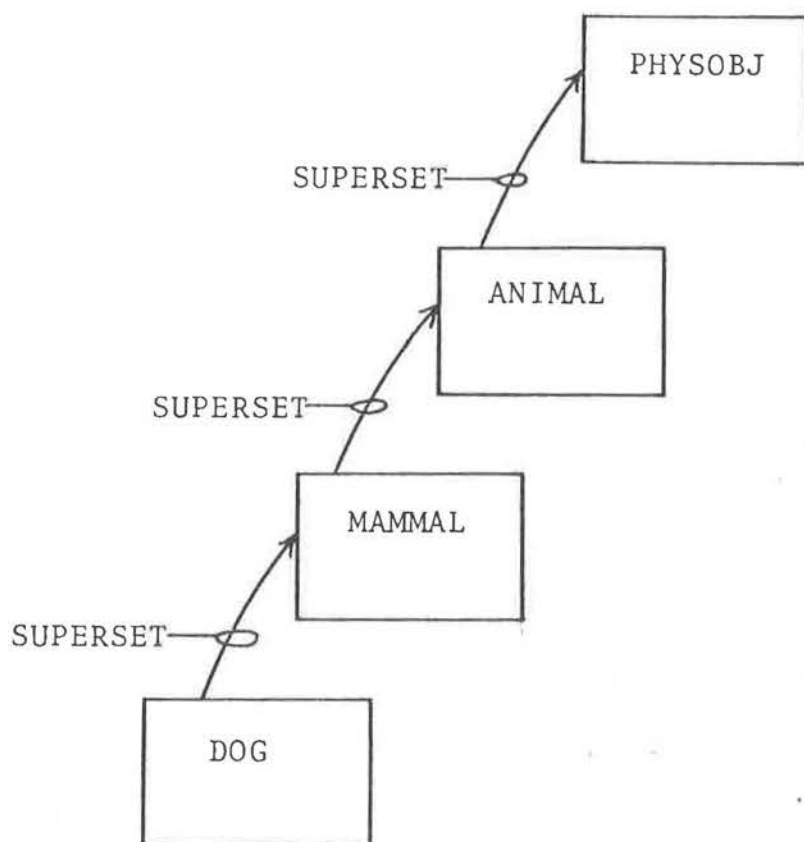 PHYSOBJ
SUPERSET
ANIMAL
SUPERSET
MAMMAL
SUPERSET
DOG